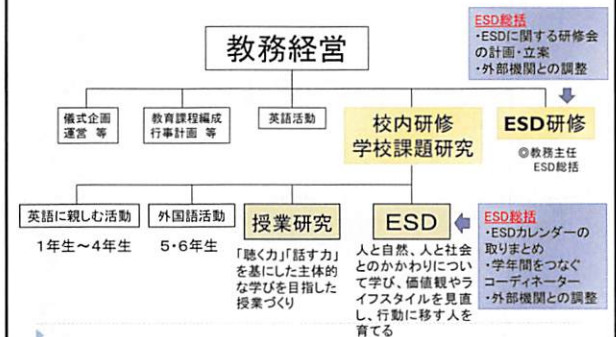 ESD総括
・ESDに関する研修会
の計画・立案
・外部機関との調整
教務経営
儀式企画
運営 等
教育課程編成
行事計画 等
英語活動
校内研修
学校課題研究
ESD研修
◎教務主任
ESD総括
英語に親しむ活動
1年生～4年生
外国語活動
5・6年生
授業研究
「聴く力」「話す力」
を基にした主体的
な学びを目指した
授業づくり
ESD
人と自然、人と社会
とのかかわりについ
て学び、価値観やラ
イフスタイルを見直
し、行動に移す人を
育てる
ESD総括
・ESDカレンダーの
取りまとめ
・学年間をつなぐ
コーディネーター
・外部機関との調整